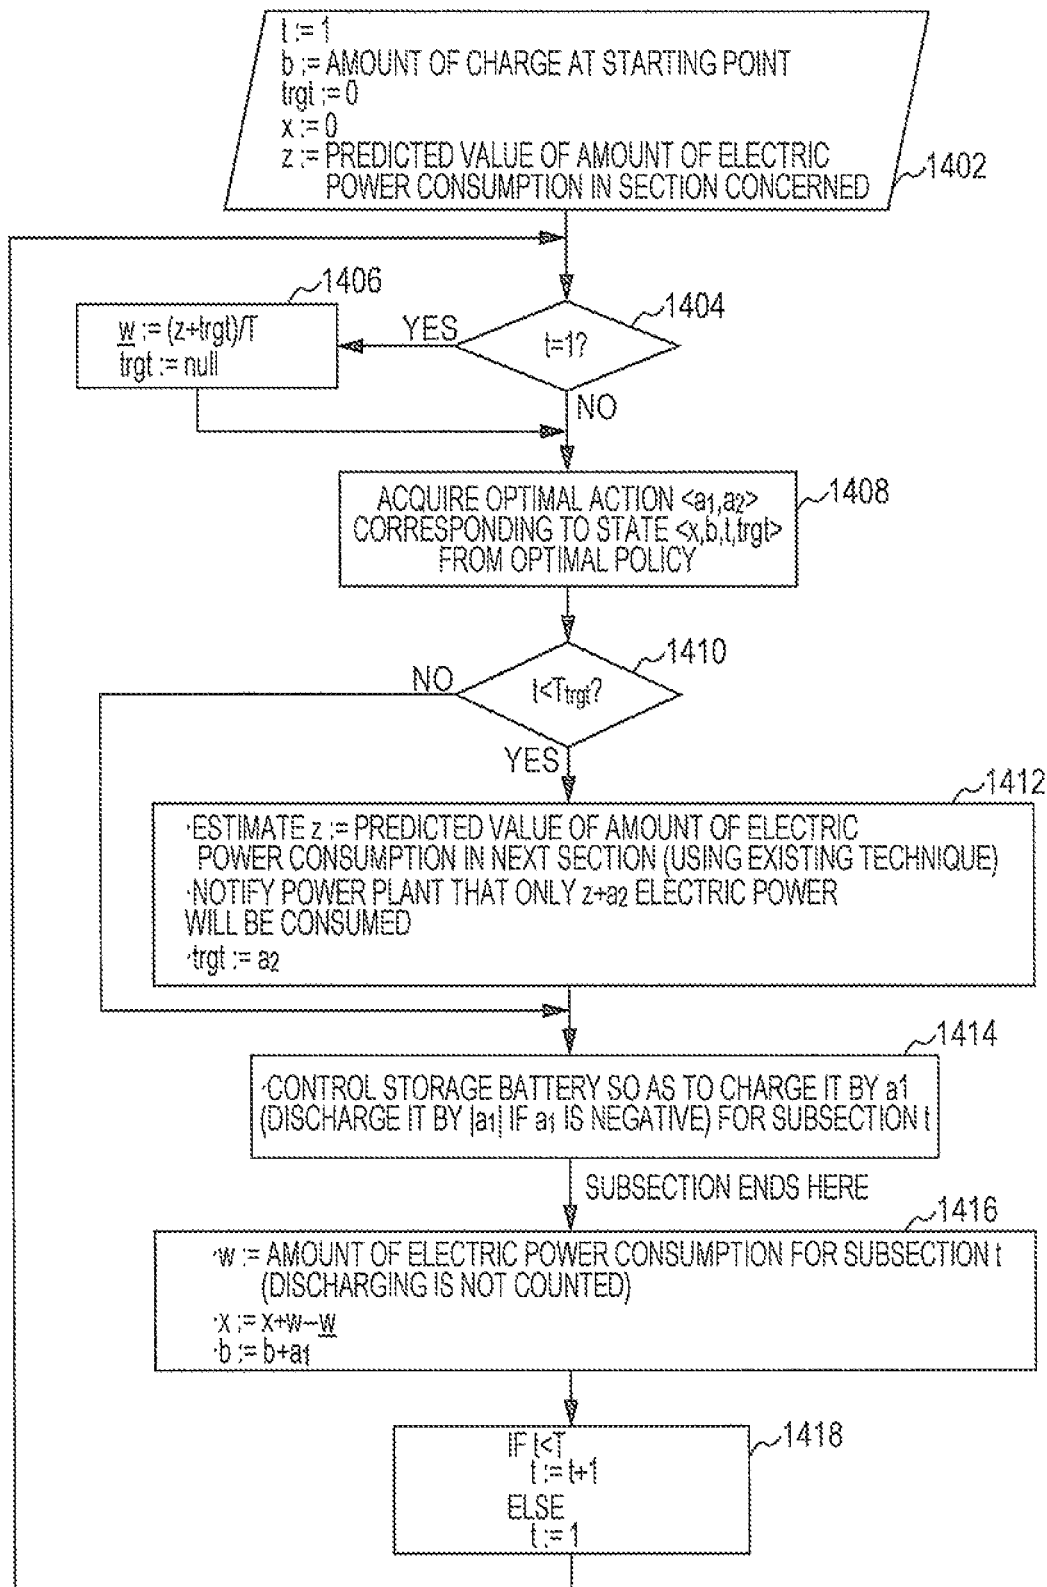 t := 1
b := AMOUNT OF CHARGE AT STARTING POINT
trgt := 0
x := 0
z := PREDICTED VALUE OF AMOUNT OF ELECTRIC
POWER CONSUMPTION IN SECTION CONCERNED
1402
1406
w := (z+trgt)/T
trgt := null
YES
1404
t=1?
NO
1408
ACQUIRE OPTIMAL ACTION <a1,a2>
CORRESPONDING TO STATE <x,b,t,trgt>
FROM OPTIMAL POLICY
1410
NO
t<Ttrgt?
YES
1412
·ESTIMATE z := PREDICTED VALUE OF AMOUNT OF ELECTRIC
POWER CONSUMPTION IN NEXT SECTION (USING EXISTING TECHNIQUE)
·NOTIFY POWER PLANT THAT ONLY z+a2 ELECTRIC POWER
WILL BE CONSUMED
·trgt := a2
1414
·CONTROL STORAGE BATTERY SO AS TO CHARGE IT BY a1
(DISCHARGE IT BY |a1| IF a1 IS NEGATIVE) FOR SUBSECTION t
SUBSECTION ENDS HERE
1416
·w := AMOUNT OF ELECTRIC POWER CONSUMPTION FOR SUBSECTION t
(DISCHARGING IS NOT COUNTED)
·x := x+w−w
·b := b+a1
1418
IF t<T
t := t+1
ELSE
t := 1